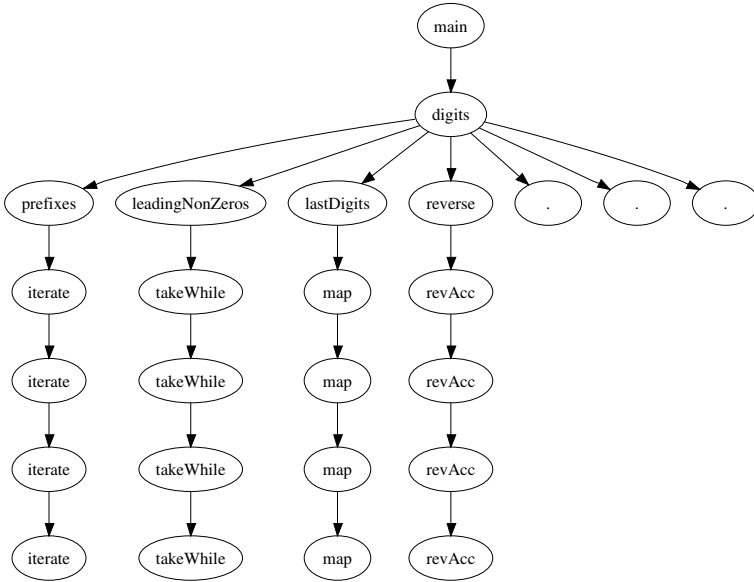 main
digits
prefixes leadingNonZeros lastDigits reverse . . .
iterate takeWhile map revAcc
iterate takeWhile map revAcc
iterate takeWhile map revAcc
iterate takeWhile map revAcc